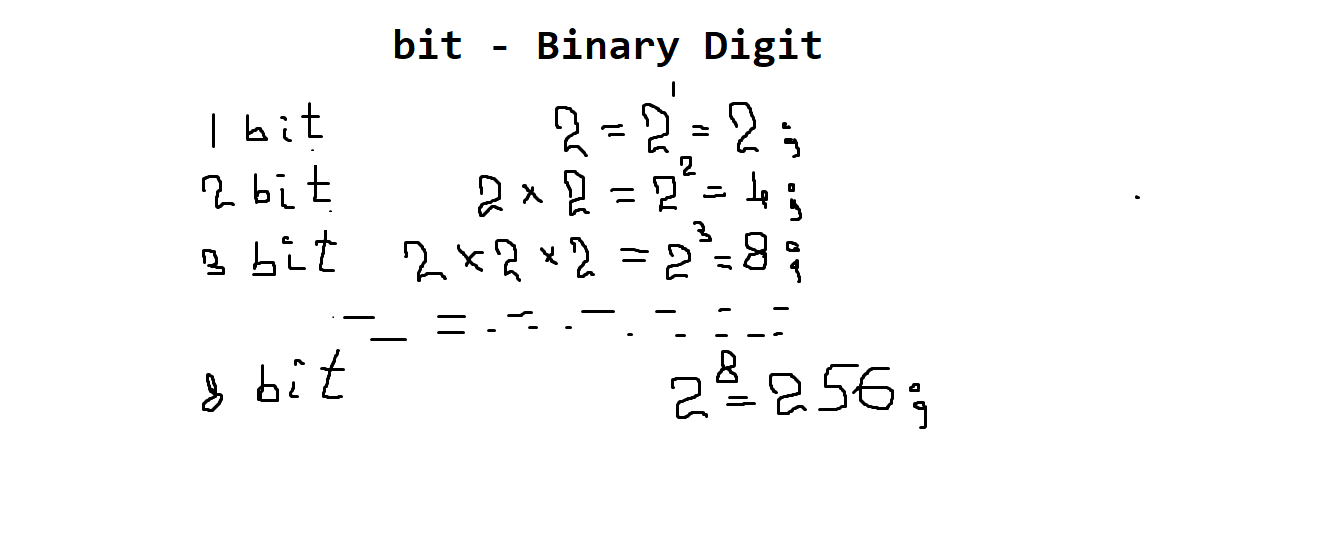 bit - Binary Digit
1 bit 2 = 2¹ = 2 ;
2 bit 2 × 2 = 2² = 4 ;
3 bit 2 × 2 × 2 = 2³ = 8 ;
8 bit 2⁸ = 256 ;